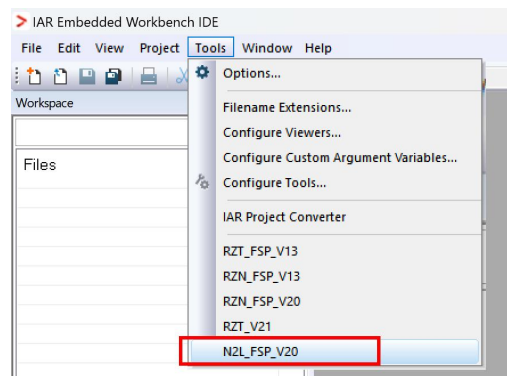 IAR Embedded Workbench IDE
File Edit View Project Tools Window Help
Options...
Workspace
Filename Extensions...
Configure Viewers...
Files
Configure Custom Argument Variables...
Configure Tools...
IAR Project Converter
RZT_FSP_V13
RZN_FSP_V13
RZN_FSP_V20
RZT_V21
N2L_FSP_V20